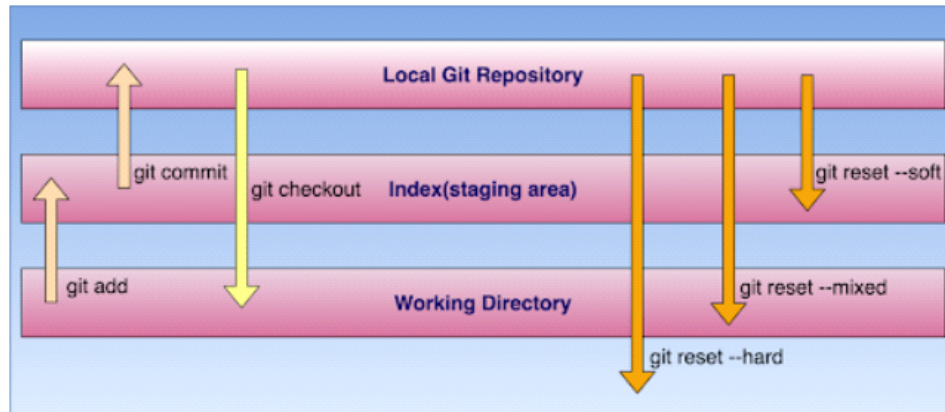 Local Git Repository
git commit
git checkout
Index(staging area)
git reset --soft
git add
Working Directory
git reset --mixed
git reset --hard